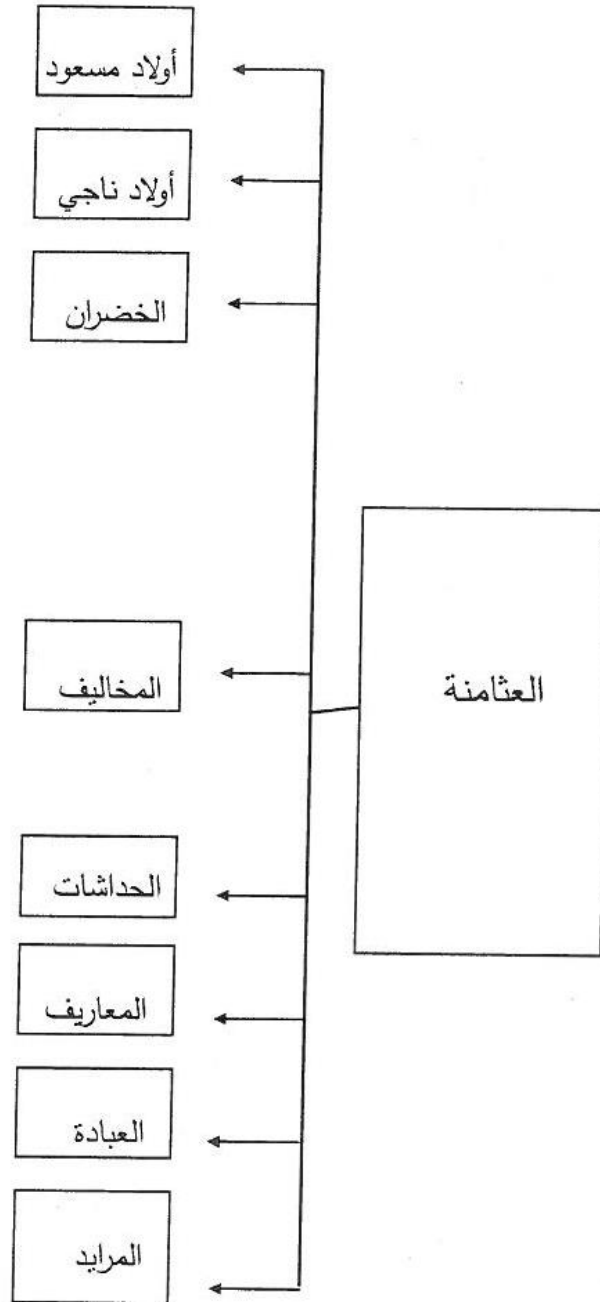 أولاد مسعود
أولاد ناجي
الخضران
العثامنة
المخاليف
الحداشات
المعاريف
العبادة
المرايد